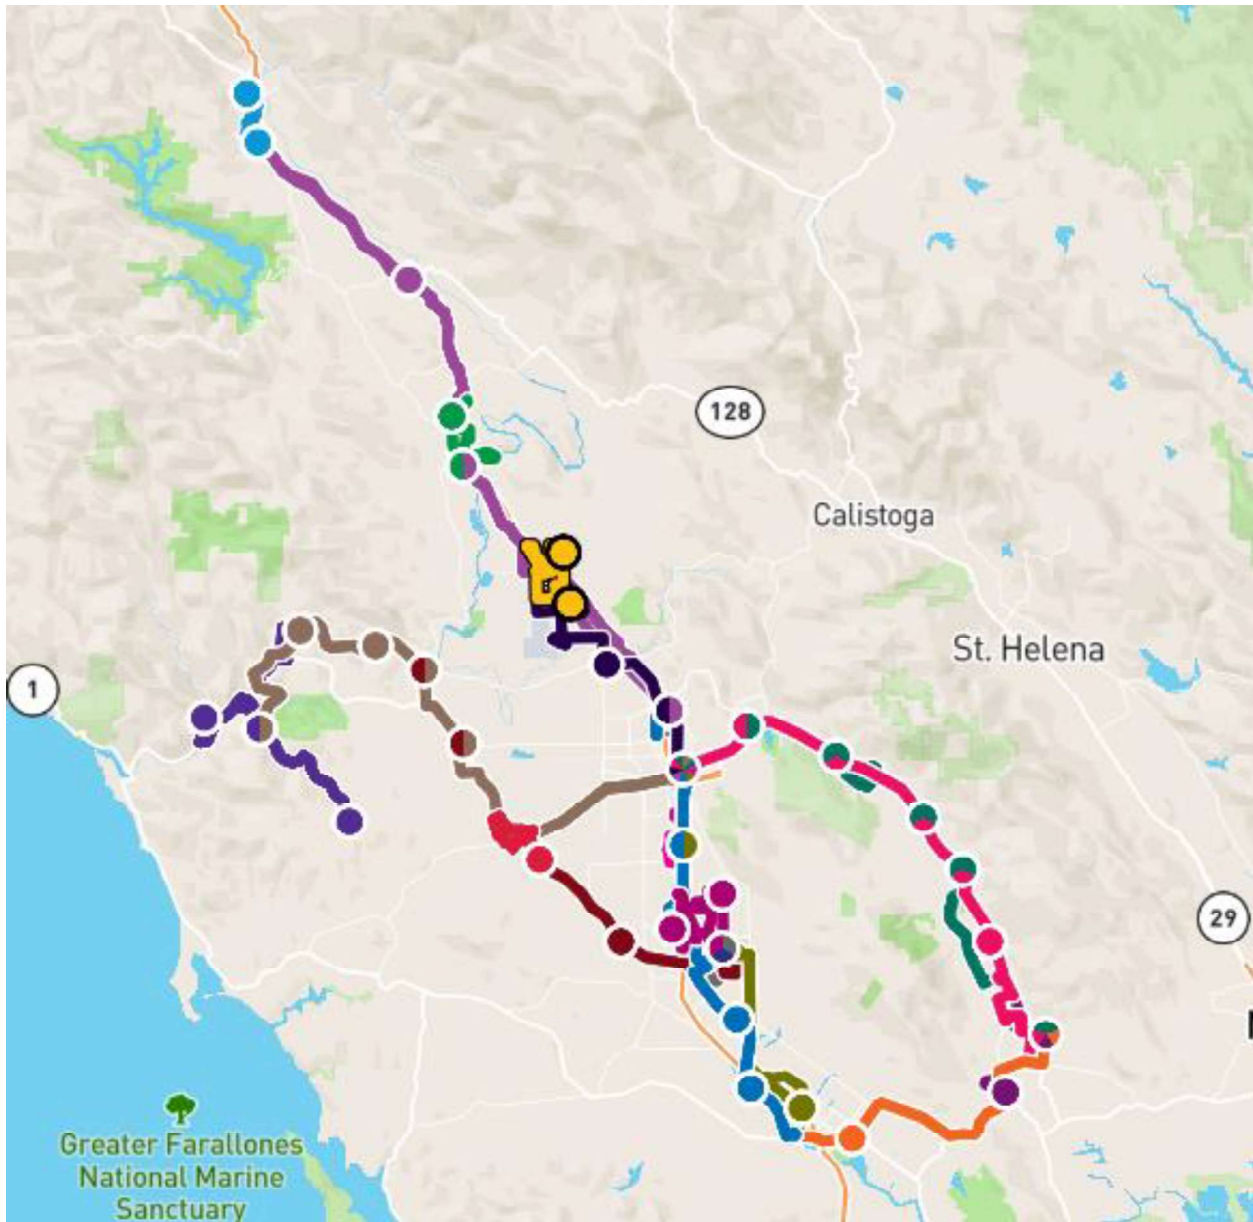 128
Calistoga
St. Helena
1
29
Greater Farallones
National Marine
Sanctuary